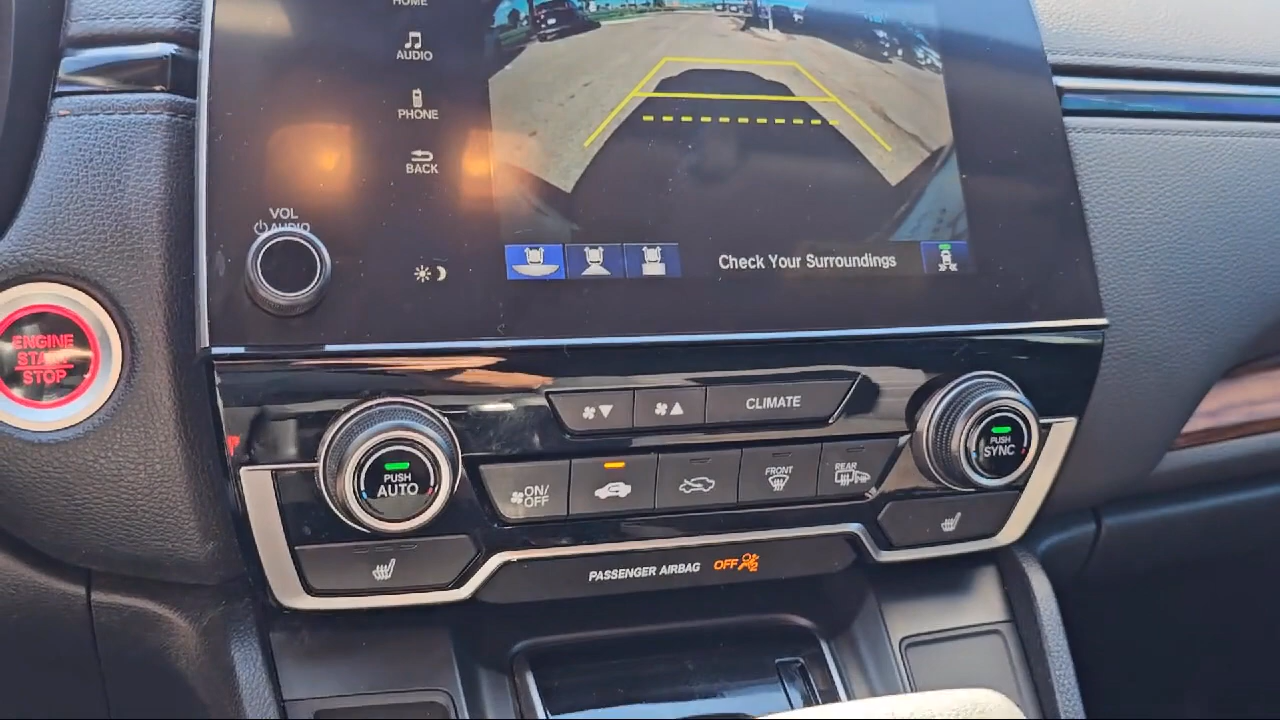 HOME
AUDIO
PHONE
BACK
VOL
AUDIO
Check Your Surroundings
ENGINE
START
STOP
CLIMATE
PUSH
AUTO
ON/
OFF
FRONT
REAR
PUSH
SYNC
PASSENGER AIRBAG OFF